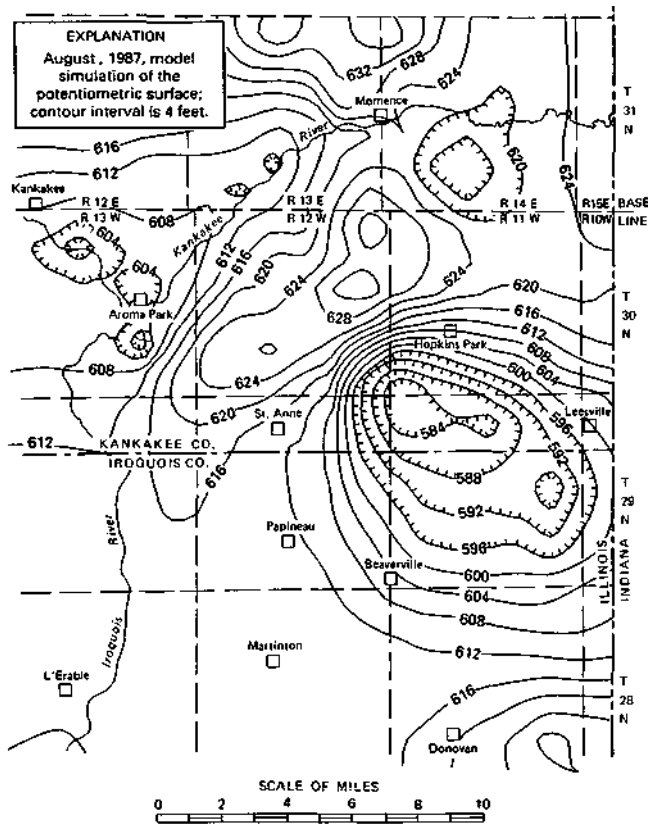 EXPLANATION
August, 1987, model
simulation of the
potentiometric surface;
contour interval is 4 feet.
632
628
624
T
31
N
Momence
River
616
612
620
624
Kankakee
R 12 E
R 13 W
608
R 13 E
R 12 W
R 14 E
R 11 W
R15E
R10W
BASE
LINE
Kankakee
604
612
616
620
624
604
624
628
620
616
612
608
604
600
T
30
N
Aroma Park
Hopkins Park
608
624
620
St. Anne
584
596
Leesville
612
KANKAKEE CO.
IROQUOIS CO.
616
588
592
T
29
N
River
Papineau
592
596
Beaverville
600
604
608
612
ILLINOIS
INDIANA
Iroquois
Martinton
L'Erable
616
T
28
N
Donovan
SCALE OF MILES
0 2 4 6 8 10